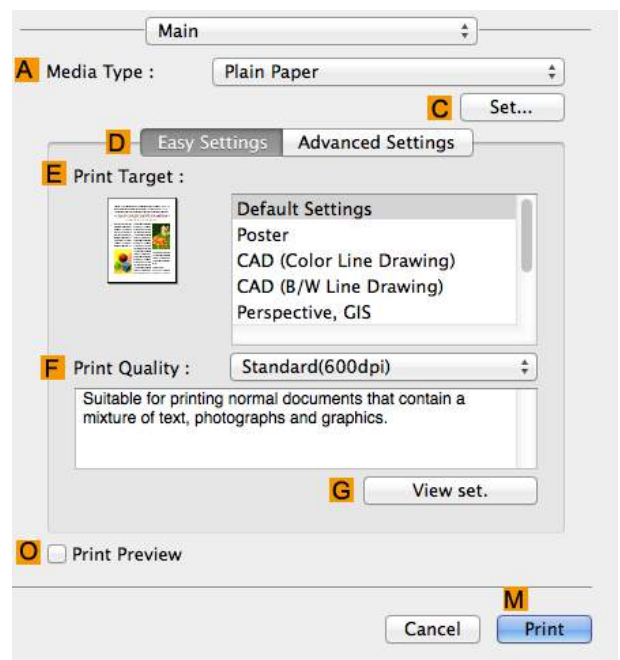 Main
A Media Type : Plain Paper
C Set...
D Easy Settings Advanced Settings
E Print Target :
Default Settings
Poster
CAD (Color Line Drawing)
CAD (B/W Line Drawing)
Perspective, GIS
F Print Quality : Standard(600dpi)
Suitable for printing normal documents that contain a
mixture of text, photographs and graphics.
G View set.
O Print Preview
M
Cancel Print